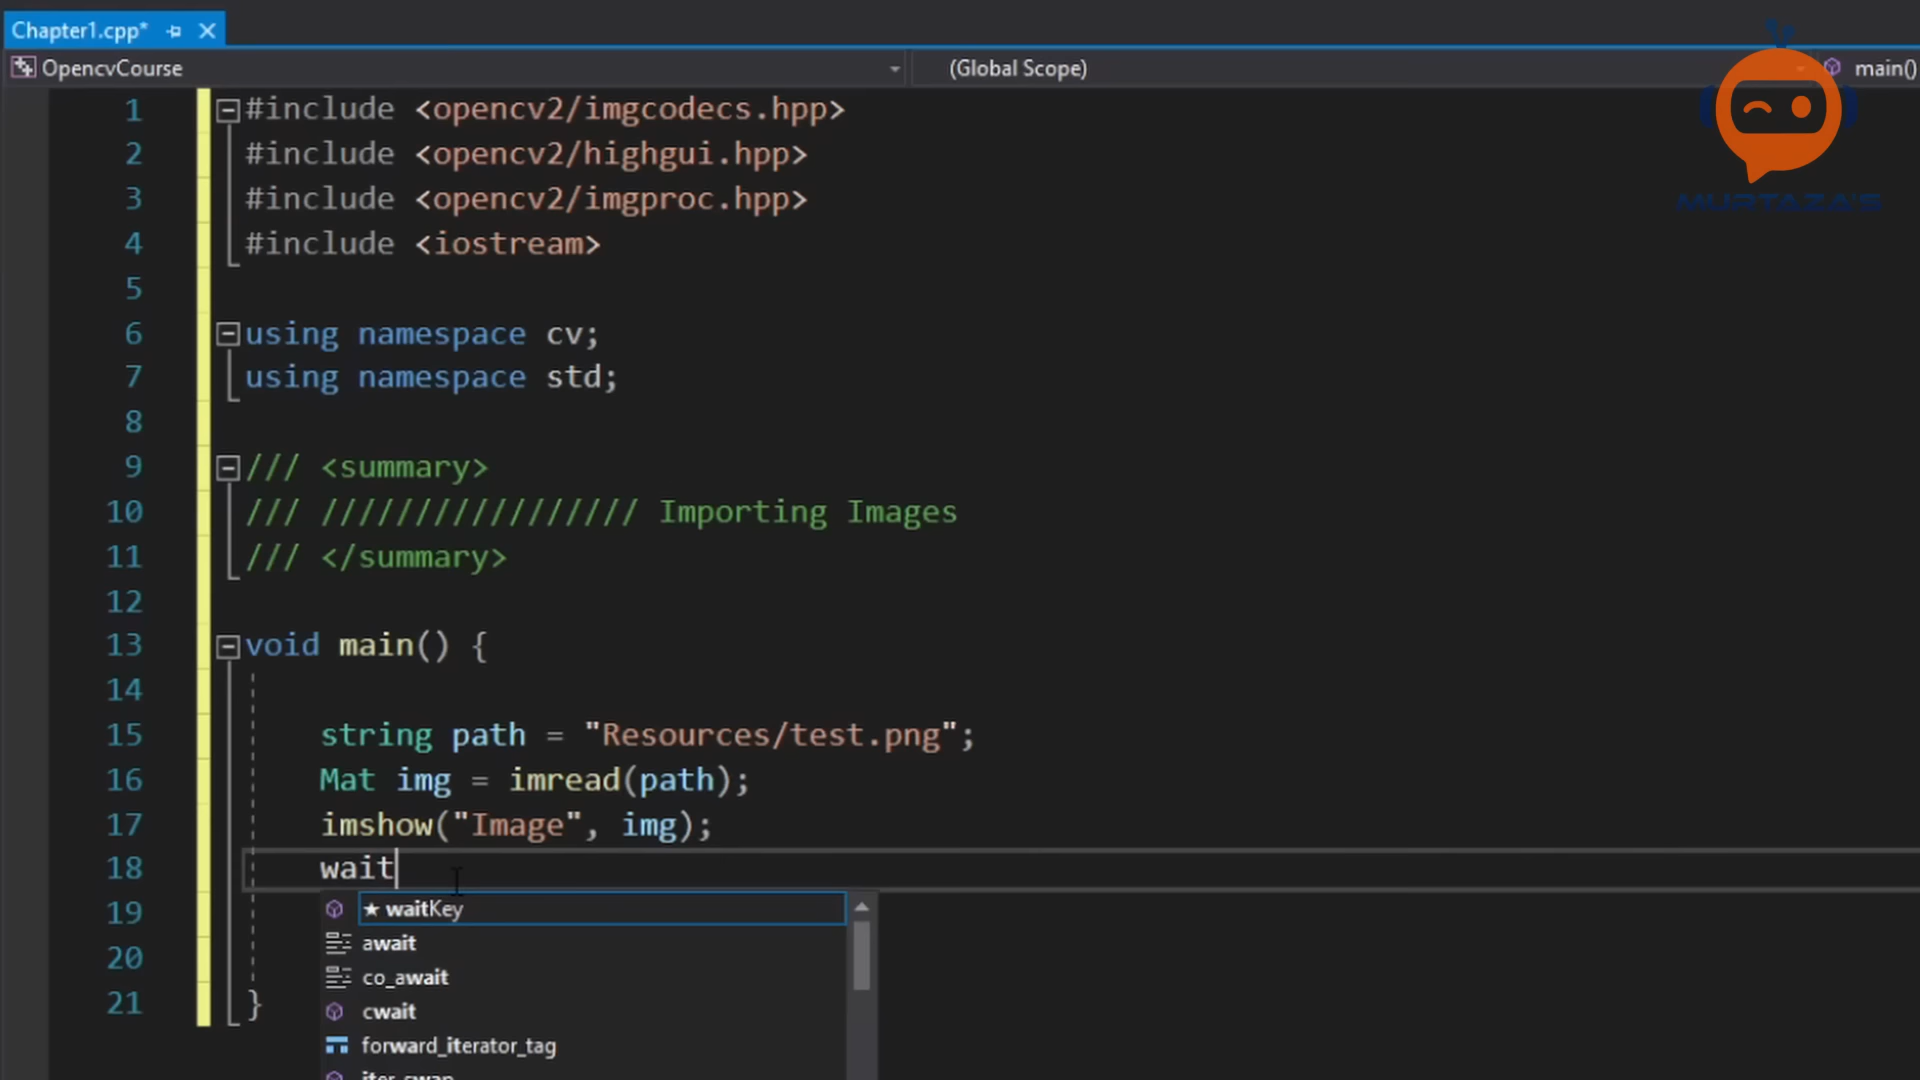 Chapter1.cpp*
OpencvCourse (Global Scope) main()
1 #include <opencv2/imgcodecs.hpp>
2 #include <opencv2/highgui.hpp>
3 #include <opencv2/imgproc.hpp>
4 #include <iostream>
5
6 using namespace cv;
7 using namespace std;
8
9 /// <summary>
10 /// ///////////////// Importing Images
11 /// </summary>
12
13 void main() {
14
15 string path = "Resources/test.png";
16 Mat img = imread(path);
17 imshow("Image", img);
18 wait
19
20
21 }
★ waitKey
await
co_await
cwait
forward_iterator_tag
iter_swap
MURTAZA'S